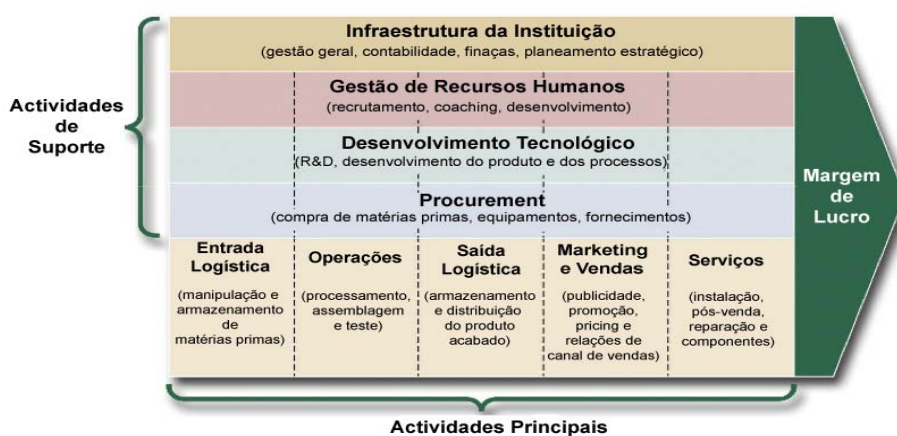 Infraestrutura da Instituição
(gestão geral, contabilidade, finaças, planeamento estratégico)
Gestão de Recursos Humanos
(recrutamento, coaching, desenvolvimento)
Desenvolvimento Tecnológico
(R&D, desenvolvimento do produto e dos processos)
Procurement
(compra de matérias primas, equipamentos, fornecimentos)
Actividades
de
Suporte
Entrada
Logística
(manipulação e
armazenamento
de
matérias primas)
Operações
(processamento,
assemblagem
e teste)
Saída
Logística
(armazenamento
e distribuição
do produto
acabado)
Marketing
e Vendas
(publicidade,
promoção,
pricing e
relações de
canal de vendas)
Serviços
(instalação,
pós-venda,
reparação e
componentes)
Margem
de
Lucro
Actividades Principais